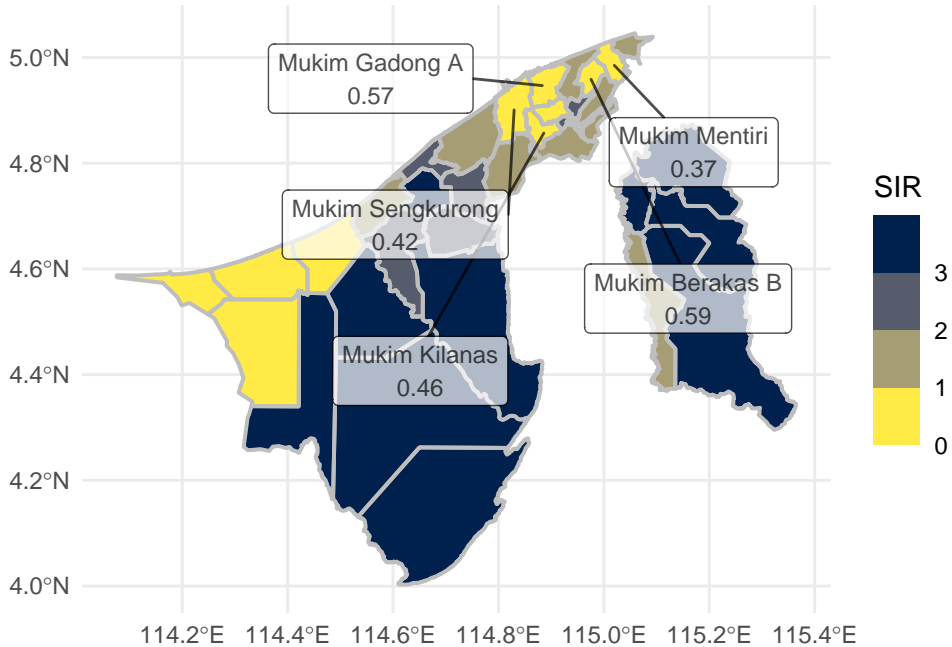 5.0°N
4.8°N
4.6°N
4.4°N
4.2°N
4.0°N
Mukim Gadong A
0.57
Mukim Mentiri
0.37
Mukim Sengkurong
0.42
Mukim Berakas B
0.59
Mukim Kilanas
0.46
SIR
3
2
1
0
114.2°E
114.4°E
114.6°E
114.8°E
115.0°E
115.2°E
115.4°E